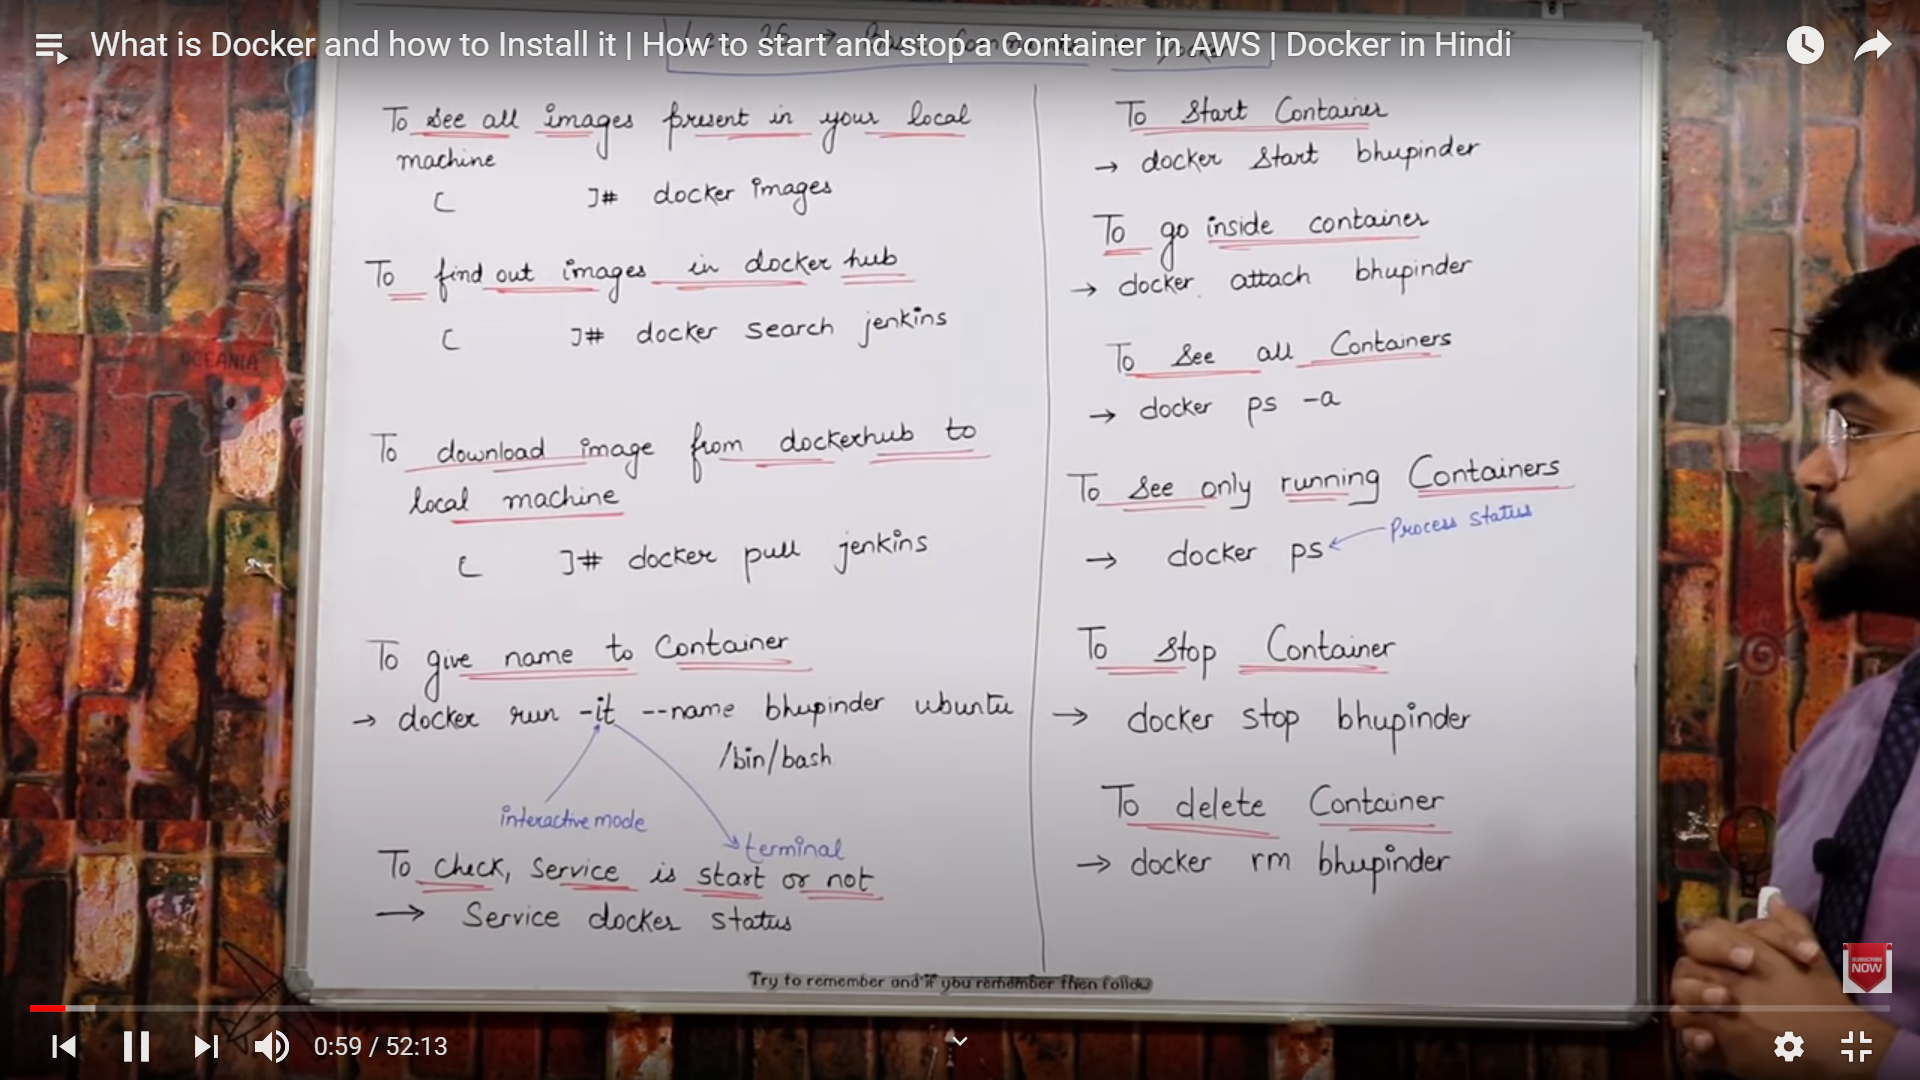 What is Docker and how to Install it | How to start and stop a Container in AWS | Docker in Hindi
To see all images present in your local
machine
[ ]# docker images
To find out images in docker hub
[ ]# docker search jenkins
To download image from dockerhub to
local machine
[ ]# docker pull jenkins
To give name to Container
→ docker run -it --name bhupinder ubuntu
/bin/bash
interactive mode
terminal
To check, service is start or not
→ Service docker status
To Start Container
→ docker start bhupinder
To go inside container
→ docker attach bhupinder
To see all Containers
→ docker ps -a
To see only running Containers
Process status
→ docker ps
To stop Container
→ docker stop bhupinder
To delete Container
→ docker rm bhupinder
OCEANIA
Try to remember and if you remember then follow
SUBSCRIBE
NOW
0:59 / 52:13